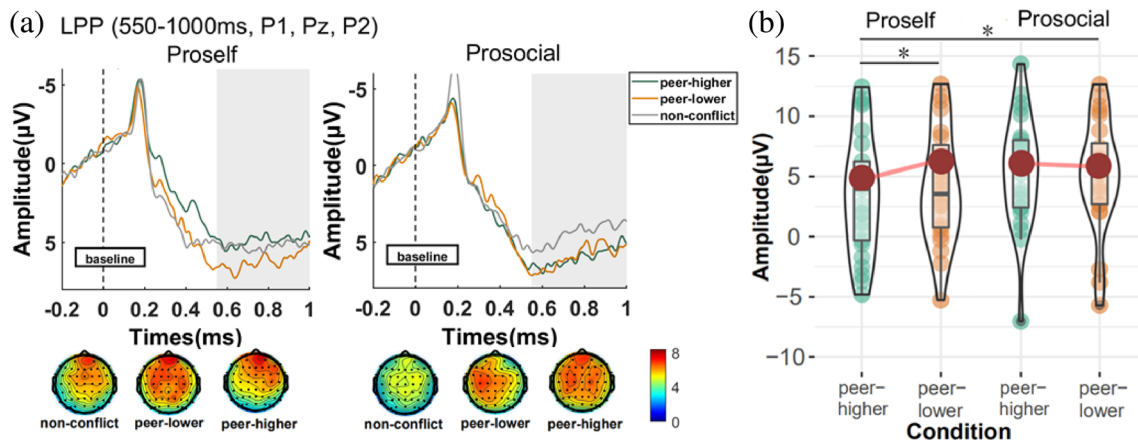 (a) LPP (550-1000ms, P1, Pz, P2)
Proself
Amplitude(μV)
-5
0
5
baseline
-0.2 0 0.2 0.4 0.6 0.8 1
Times(ms)
Prosocial
Amplitude(μV)
-5
0
5
baseline
-0.2 0 0.2 0.4 0.6 0.8 1
Times(ms)
peer-higher
peer-lower
non-conflict
non-conflict peer-lower peer-higher
non-conflict peer-lower peer-higher
8
6
4
2
0
(b)
Proself Prosocial
*
*
Amplitude(μV)
15
10
5
0
−5
−10
peer−
higher
peer−
lower
peer−
higher
peer−
lower
Condition